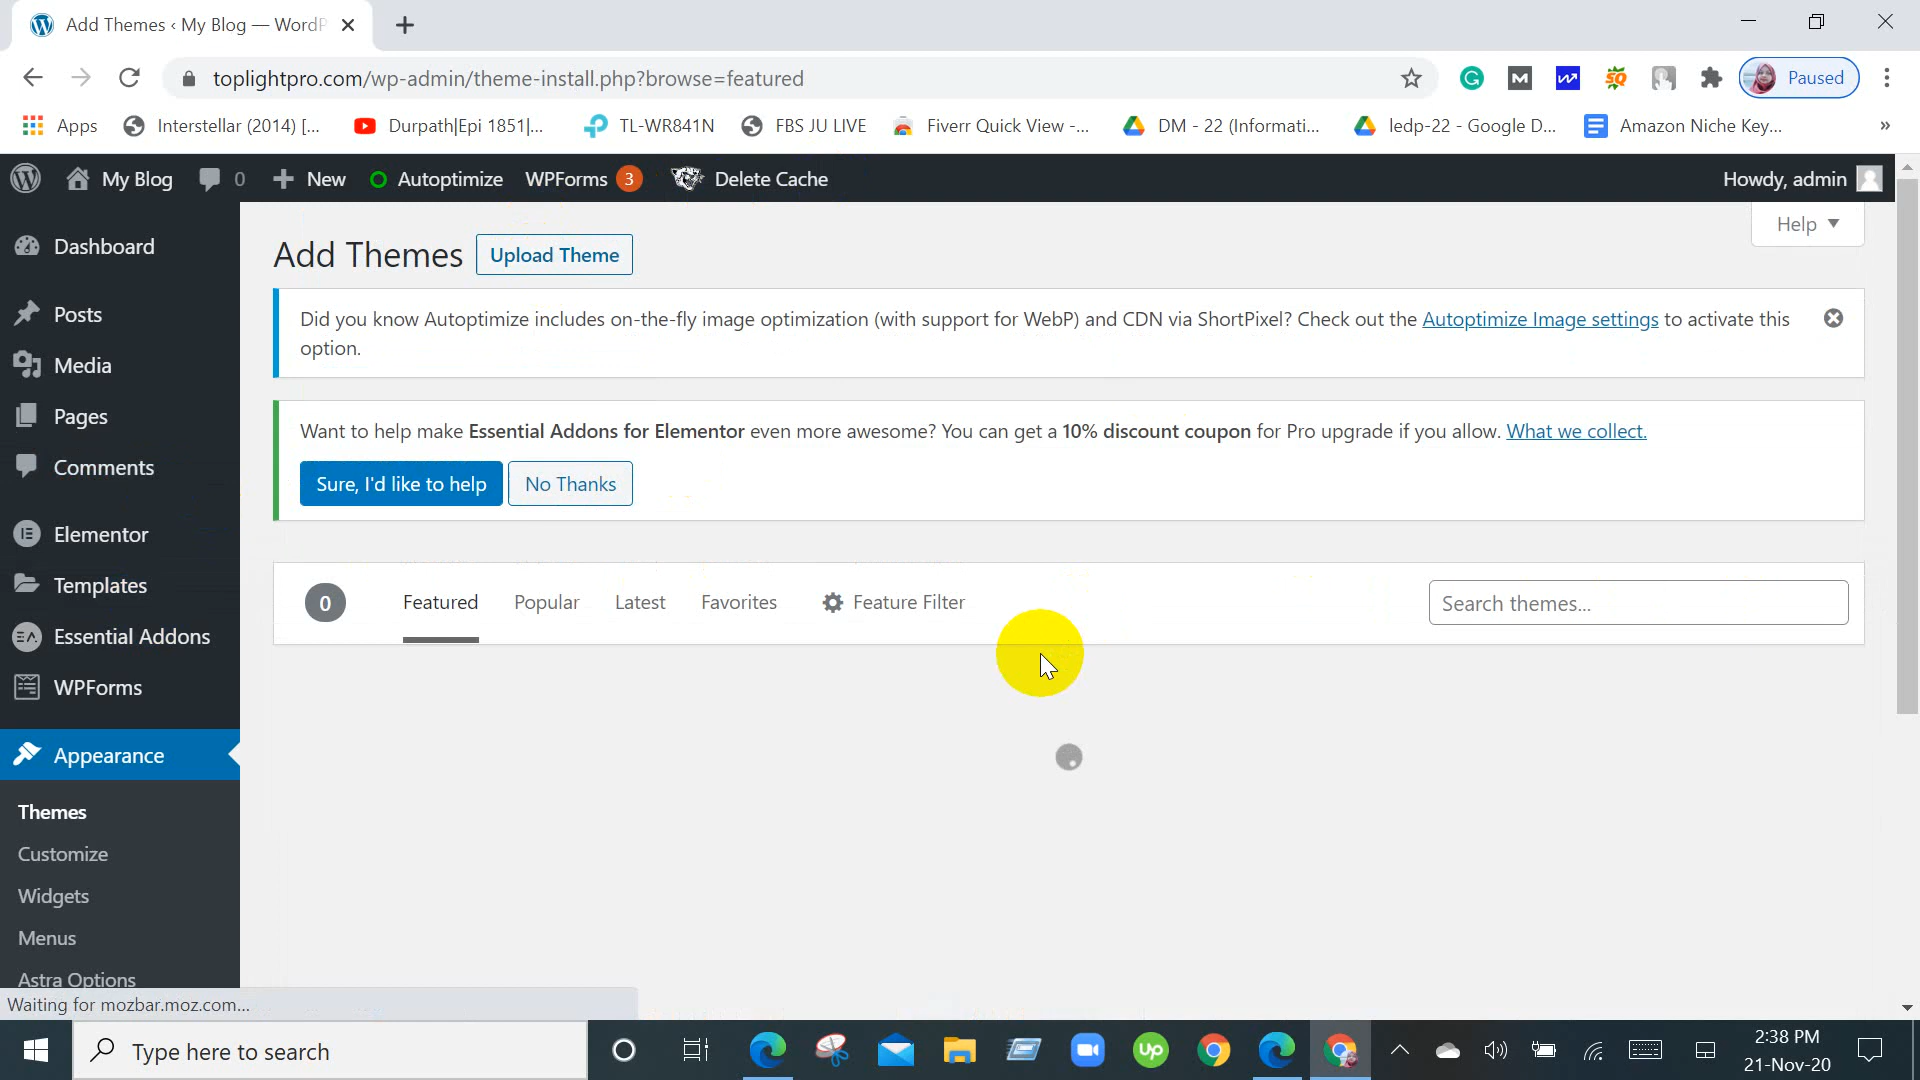 Add Themes ‹ My Blog — WordP
toplightpro.com/wp-admin/theme-install.php?browse=featured
Paused
Apps
Interstellar (2014) [...
Durpath|Epi 1851|...
TL-WR841N
FBS JU LIVE
Fiverr Quick View -...
DM - 22 (Informati...
ledp-22 - Google D...
Amazon Niche Key...
»
My Blog
0
New
Autoptimize
WPForms 3
Delete Cache
Howdy, admin
Help
Dashboard
Posts
Media
Pages
Comments
Elementor
Templates
Essential Addons
WPForms
Appearance
Themes
Customize
Widgets
Menus
Astra Options
Add Themes
Upload Theme
Did you know Autoptimize includes on-the-fly image optimization (with support for WebP) and CDN via ShortPixel? Check out the Autoptimize Image settings to activate this
option.
Want to help make Essential Addons for Elementor even more awesome? You can get a 10% discount coupon for Pro upgrade if you allow. What we collect.
Sure, I'd like to help
No Thanks
0
Featured
Popular
Latest
Favorites
Feature Filter
Search themes...
Waiting for mozbar.moz.com...
Type here to search
Up
2:38 PM
21-Nov-20